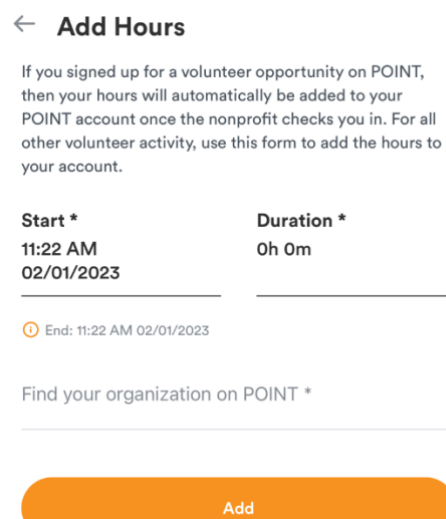 ← Add Hours
If you signed up for a volunteer opportunity on POINT,
then your hours will automatically be added to your
POINT account once the nonprofit checks you in. For all
other volunteer activity, use this form to add the hours to
your account.
Start * Duration *
11:22 AM 0h 0m
02/01/2023
End: 11:22 AM 02/01/2023
Find your organization on POINT *
Add